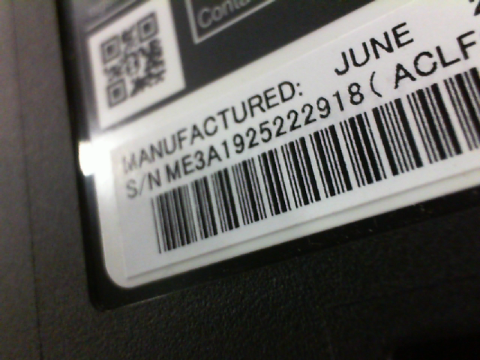 MANUFACTURED: JUNE
S/N ME3A1925222918( ACLF